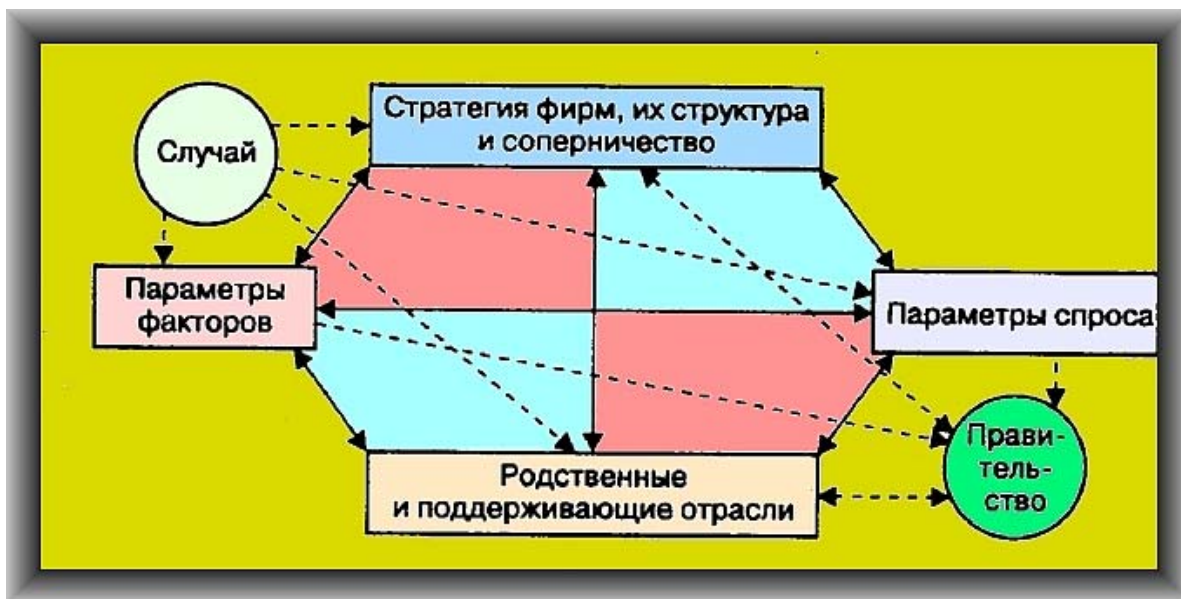 Стратегия фирм, их структура
и соперничество
Случай
Параметры
факторов
Параметры спроса
Прави-
тель-
ство
Родственные
и поддерживающие отрасли